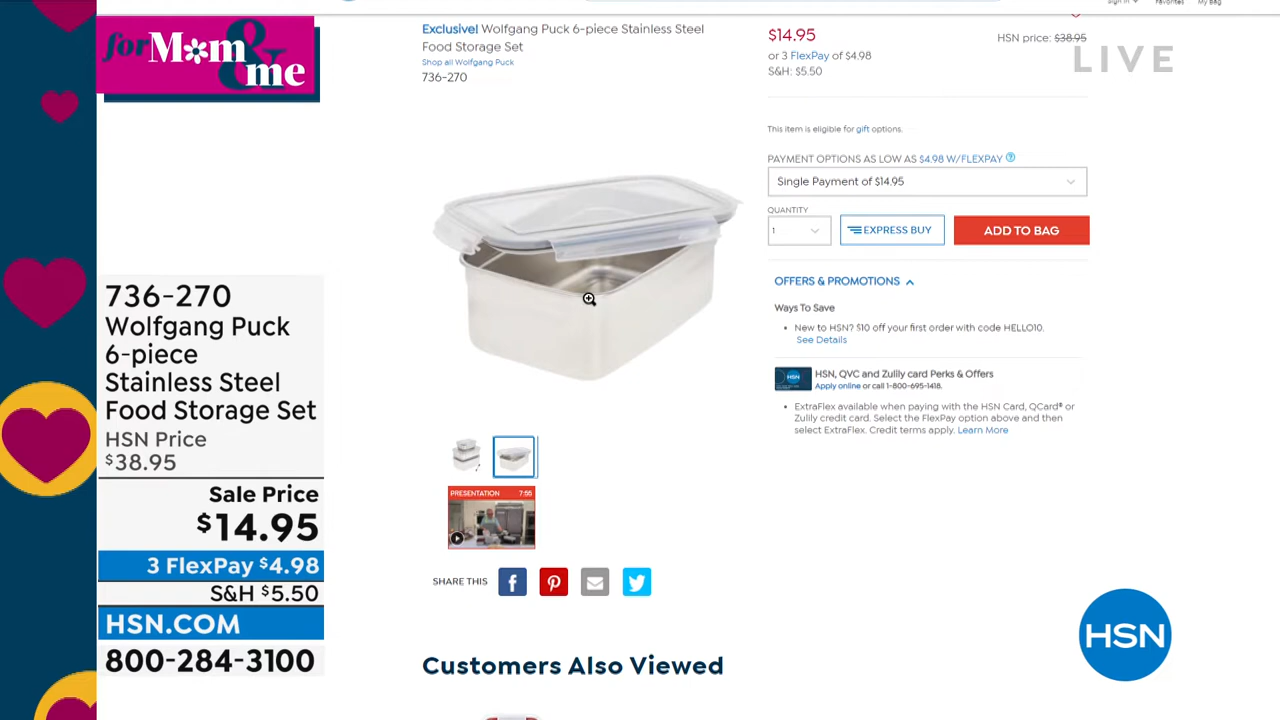 Sign in
Favorites
My Bag
for Mom
& me
Exclusive! Wolfgang Puck 6-piece Stainless Steel
Food Storage Set
Shop all Wolfgang Puck
736-270
$14.95
HSN price: $38.95
or 3 FlexPay of $4.98
S&H: $5.50
LIVE
This item is eligible for gift options.
PAYMENT OPTIONS AS LOW AS $4.98 W/FLEXPAY ?
Single Payment of $14.95
QUANTITY
1
EXPRESS BUY
ADD TO BAG
OFFERS & PROMOTIONS
Ways To Save
• New to HSN? $10 off your first order with code HELLO10.
See Details
HSN
HSN, QVC and Zulily card Perks & Offers
Apply online or call 1-800-695-1418.
• ExtraFlex available when paying with the HSN Card, QCard® or
Zulily credit card. Select the FlexPay option above and then
select ExtraFlex. Credit terms apply. Learn More
PRESENTATION 7:56
SHARE THIS
Customers Also Viewed
736-270
Wolfgang Puck
6-piece
Stainless Steel
Food Storage Set
HSN Price
$38.95
Sale Price
$14.95
3 FlexPay $4.98
S&H $5.50
HSN.COM
800-284-3100
HSN